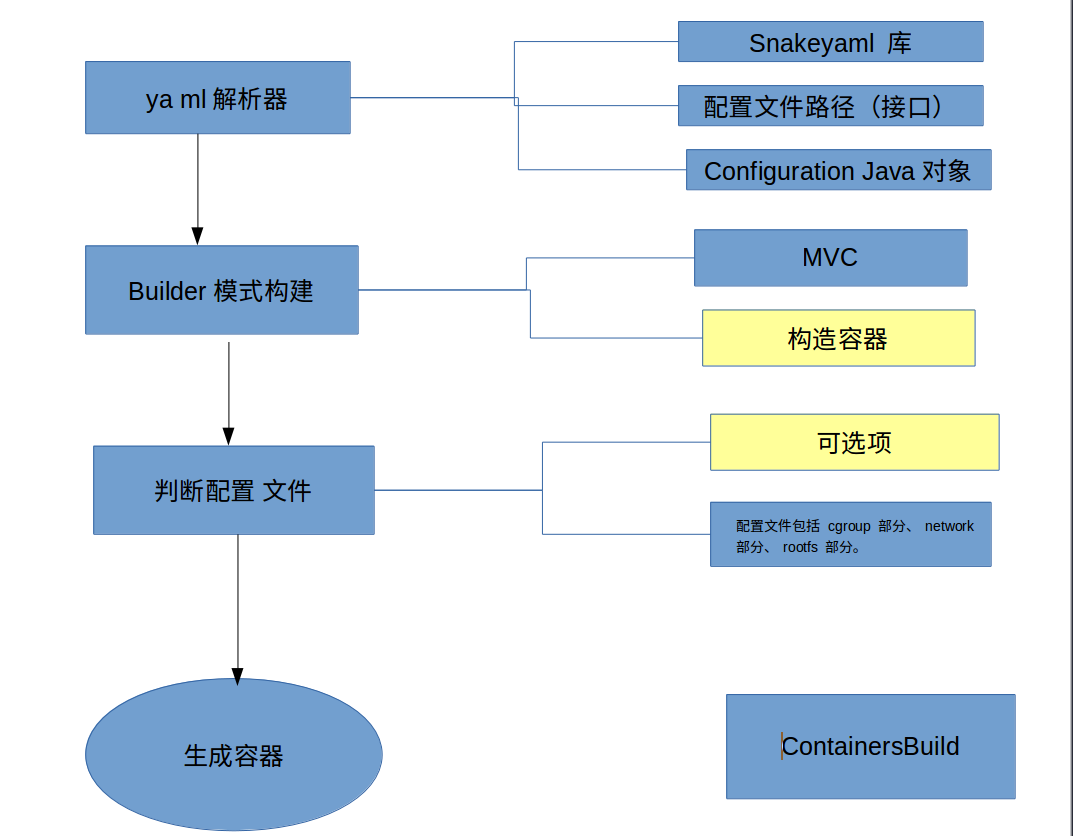 Snakeyaml 库
ya ml 解析器
配置文件路径（接口）
Configuration Java 对象
MVC
Builder 模式构建
构造容器
可选项
判断配置 文件
配置文件包括 cgroup 部分、 network
部分、 rootfs 部分。
生成容器
ContainersBuild